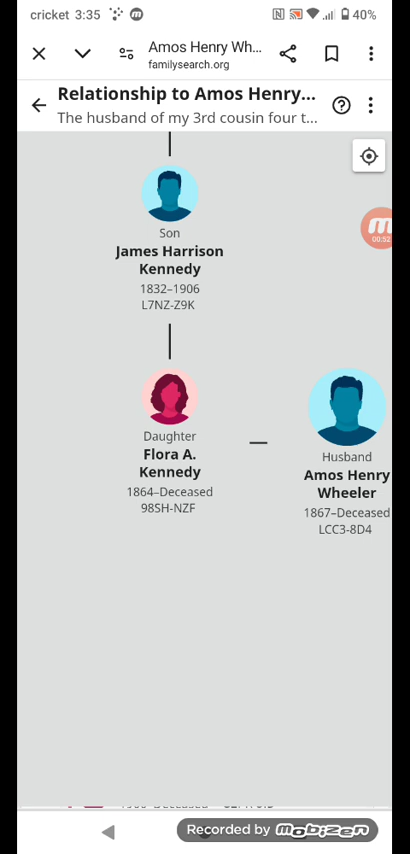 cricket 3:35 40%
Amos Henry Wh...
familysearch.org
Relationship to Amos Henry...
The husband of my 3rd cousin four t...
00:52
Son
James Harrison
Kennedy
1832–1906
L7NZ-Z9K
Daughter
Flora A.
Kennedy
1864–Deceased
98SH-NZF
Husband
Amos Henry
Wheeler
1867–Deceased
LCC3-8D4
Recorded by mobizen